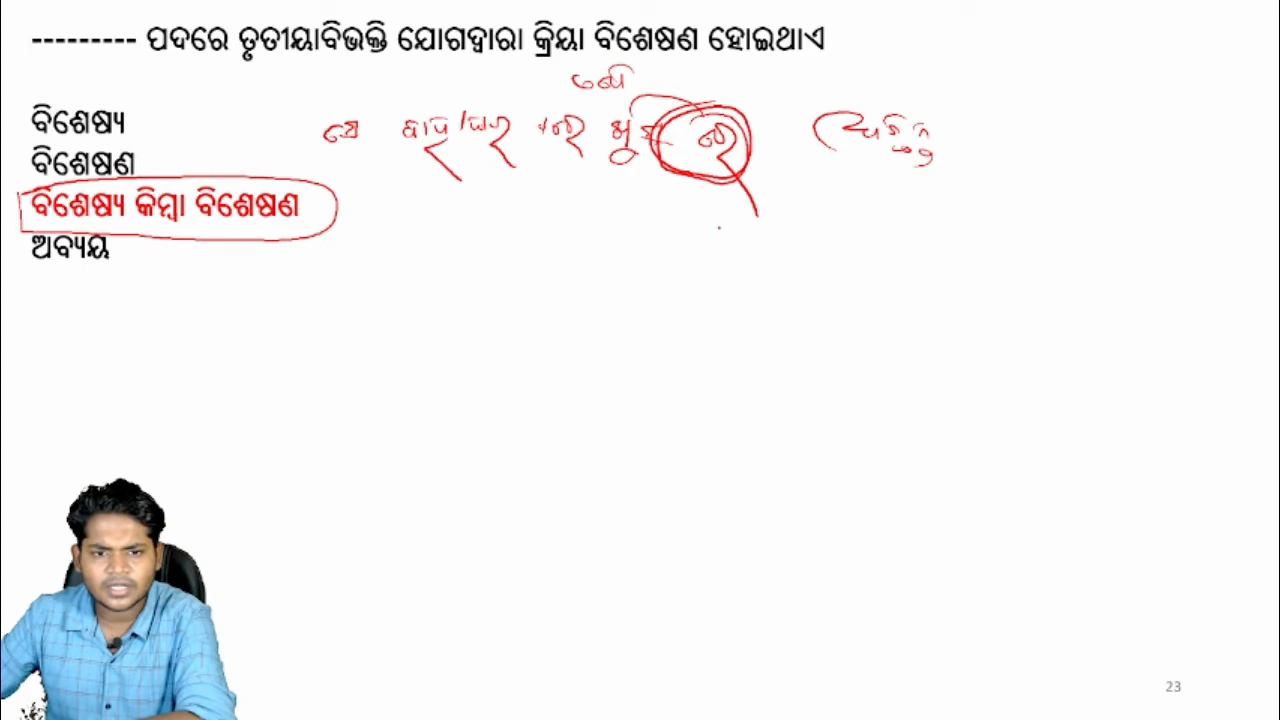 --------- ପଦରେ ତୃତୀୟାବିଭକ୍ତି ଯୋଗଦ୍ୱାରା କ୍ରିୟା ବିଶେଷଣ ହୋଇଥାଏ
ବିଶେଷ୍ୟ
ବିଶେଷଣ
ବିଶେଷ୍ୟ କିମ୍ବା ବିଶେଷଣ
ଅବ୍ୟୟ
ସେ ଖୁସି ରେ
23